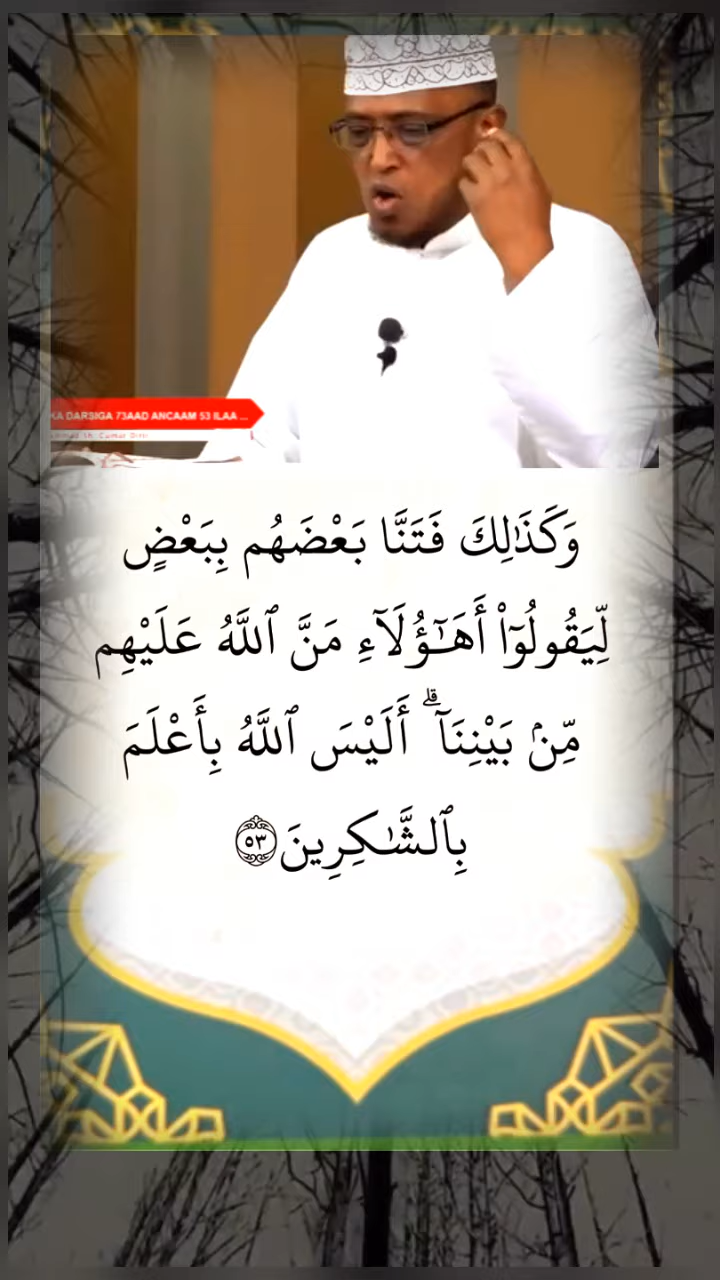 KA DARSIGA 73AAD ANCAAM 53 ILAA ...
وَكَذَٰلِكَ فَتَنَّا بَعْضَهُم بِبَعْضٍ
لِّيَقُولُوٓا۟ أَهَـٰٓؤُلَآءِ مَنَّ ٱللَّهُ عَلَيْهِم
مِّنۢ بَيْنِنَآ ۗ أَلَيْسَ ٱللَّهُ بِأَعْلَمَ
بِٱلشَّـٰكِرِينَ ٥٣